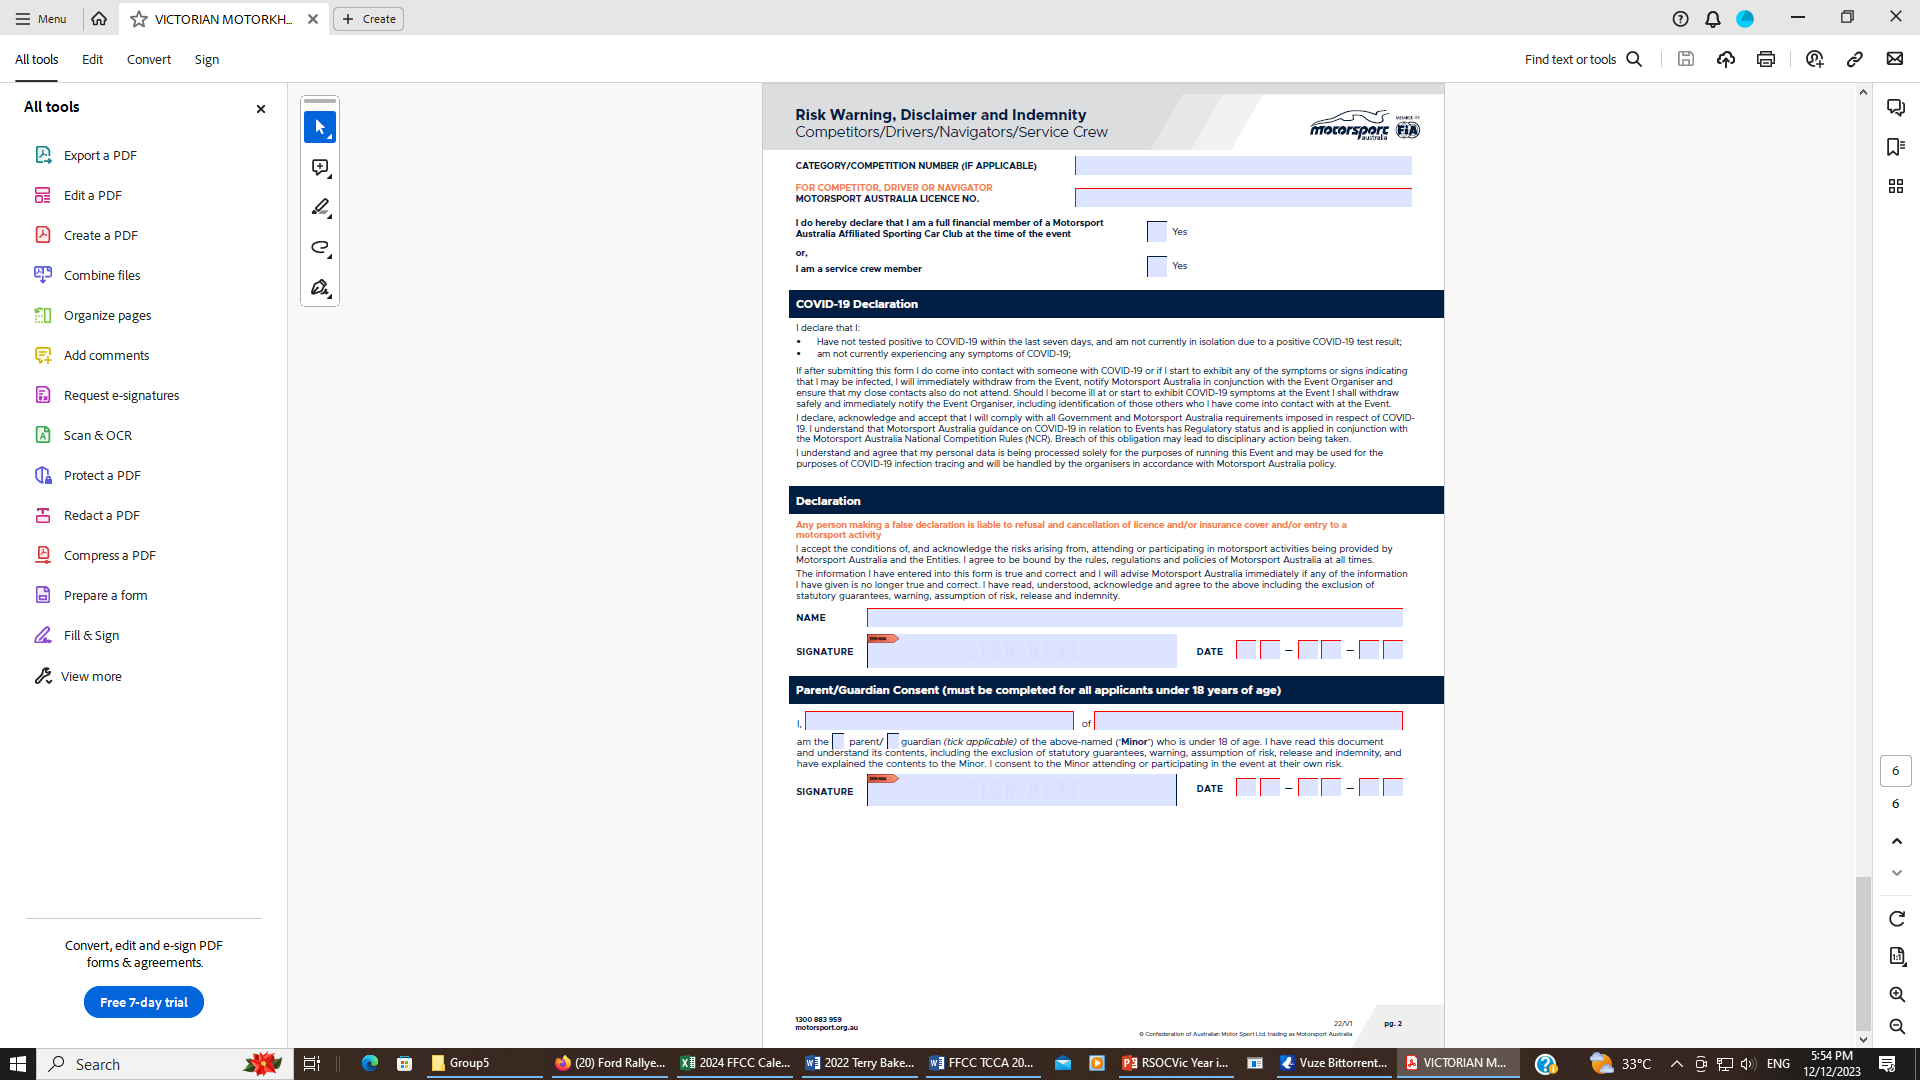 Menu
VICTORIAN MOTORKH...
Create
All tools
Edit
Convert
Sign
Find text or tools
All tools
Export a PDF
Edit a PDF
Create a PDF
Combine files
Organize pages
Add comments
Request e-signatures
Scan & OCR
Protect a PDF
Redact a PDF
Compress a PDF
Prepare a form
Fill & Sign
View more
Convert, edit and e-sign PDF
forms & agreements.
Free 7-day trial
Risk Warning, Disclaimer and Indemnity
Competitors/Drivers/Navigators/Service Crew
motorsport
australia
MEMBER OF
FIA
CATEGORY/COMPETITION NUMBER (IF APPLICABLE)
FOR COMPETITOR, DRIVER OR NAVIGATOR
MOTORSPORT AUSTRALIA LICENCE NO.
I do hereby declare that I am a full financial member of a Motorsport
Australia Affiliated Sporting Car Club at the time of the event
Yes
or,
I am a service crew member
Yes
COVID-19 Declaration
I declare that I:
• Have not tested positive to COVID-19 within the last seven days, and am not currently in isolation due to a positive COVID-19 test result;
• am not currently experiencing any symptoms of COVID-19;
If after submitting this form I do come into contact with someone with COVID-19 or if I start to exhibit any of the symptoms or signs indicating
that I may be infected, I will immediately withdraw from the Event, notify Motorsport Australia in conjunction with the Event Organiser and
ensure that my close contacts also do not attend. Should I become ill at or start to exhibit COVID-19 symptoms at the Event I shall withdraw
safely and immediately notify the Event Organiser, including identification of those others who I have come into contact with at the Event.
I declare, acknowledge and accept that I will comply with all Government and Motorsport Australia requirements imposed in respect of COVID-
19. I understand that Motorsport Australia guidance on COVID-19 in relation to Events has Regulatory status and is applied in conjunction with
the Motorsport Australia National Competition Rules (NCR). Breach of this obligation may lead to disciplinary action being taken.
I understand and agree that my personal data is being processed solely for the purposes of running this Event and may be used for the
purposes of COVID-19 infection tracing and will be handled by the organisers in accordance with Motorsport Australia policy.
Declaration
Any person making a false declaration is liable to refusal and cancellation of licence and/or insurance cover and/or entry to a
motorsport activity
I accept the conditions of, and acknowledge the risks arising from, attending or participating in motorsport activities being provided by
Motorsport Australia and the Entities. I agree to be bound by the rules, regulations and policies of Motorsport Australia at all times.
The information I have entered into this form is true and correct and I will advise Motorsport Australia immediately if any of the information
I have given is no longer true and correct. I have read, understood, acknowledge and agree to the above including the exclusion of
statutory guarantees, warning, assumption of risk, release and indemnity.
NAME
SIGNATURE
SIGN HERE
DATE
– –
Parent/Guardian Consent (must be completed for all applicants under 18 years of age)
I, of
am the parent/ guardian (tick applicable) of the above-named ('Minor') who is under 18 of age. I have read this document
and understand its contents, including the exclusion of statutory guarantees, warning, assumption of risk, release and indemnity, and
have explained the contents to the Minor. I consent to the Minor attending or participating in the event at their own risk.
SIGNATURE
SIGN HERE
DATE
– –
1300 883 959
motorsport.org.au
22/V1
pg. 2
© Confederation of Australian Motor Sport Ltd. trading as Motorsport Australia
6
6
1:1
Search
Group5
(20) Ford Rallye...
2024 FFCC Cale...
2022 Terry Bake...
FFCC TCCA 20...
RSOCVic Year i...
Vuze Bittorrent...
VICTORIAN M...
33°C
ENG
5:54 PM
12/12/2023